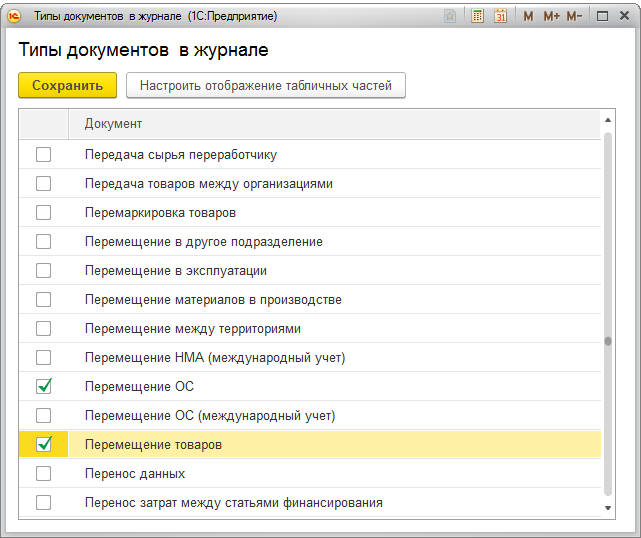 Типы документов  в журнале  (1С:Предприятие)
31 M M+ M-
Типы документов  в журнале
Сохранить Настроить отображение табличных частей
Документ
Передача сырья переработчику
Передача товаров между организациями
Перемаркировка товаров
Перемещение в другое подразделение
Перемещение в эксплуатации
Перемещение материалов в производстве
Перемещение между территориями
Перемещение НМА (международный учет)
Перемещение ОС
Перемещение ОС (международный учет)
Перемещение товаров
Перенос данных
Перенос затрат между статьями финансирования